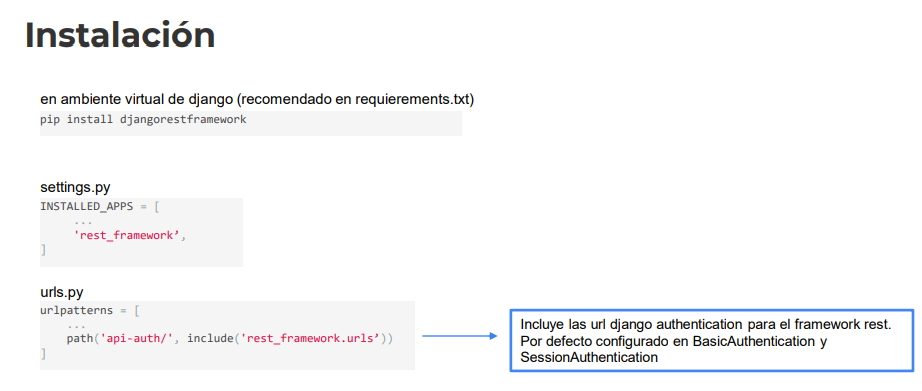 Instalación
en ambiente virtual de django (recomendado en requierements.txt)
pip install djangorestframework
settings.py
INSTALLED_APPS = [
...
'rest_framework’,
]
urls.py
urlpatterns = [
...
path('api-auth/', include('rest_framework.urls’))
]
Incluye las url django authentication para el framework rest.
Por defecto configurado en BasicAuthentication y
SessionAuthentication